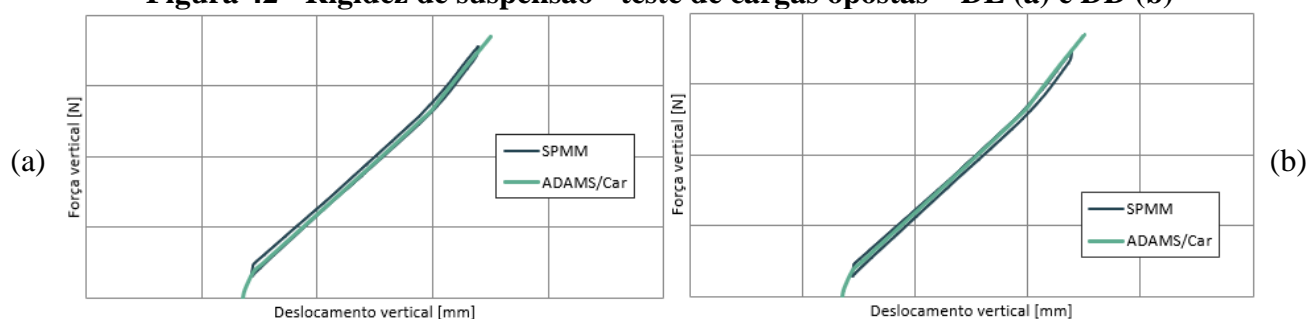 Figura 42 - Rigidez de suspensão - teste de cargas opostas – DE (a) e DD (b)
(a)
Força vertical [N]
SPMM
ADAMS/Car
Deslocamento vertical [mm]
Força vertical [N]
SPMM
ADAMS/Car
Deslocamento vertical [mm]
(b)